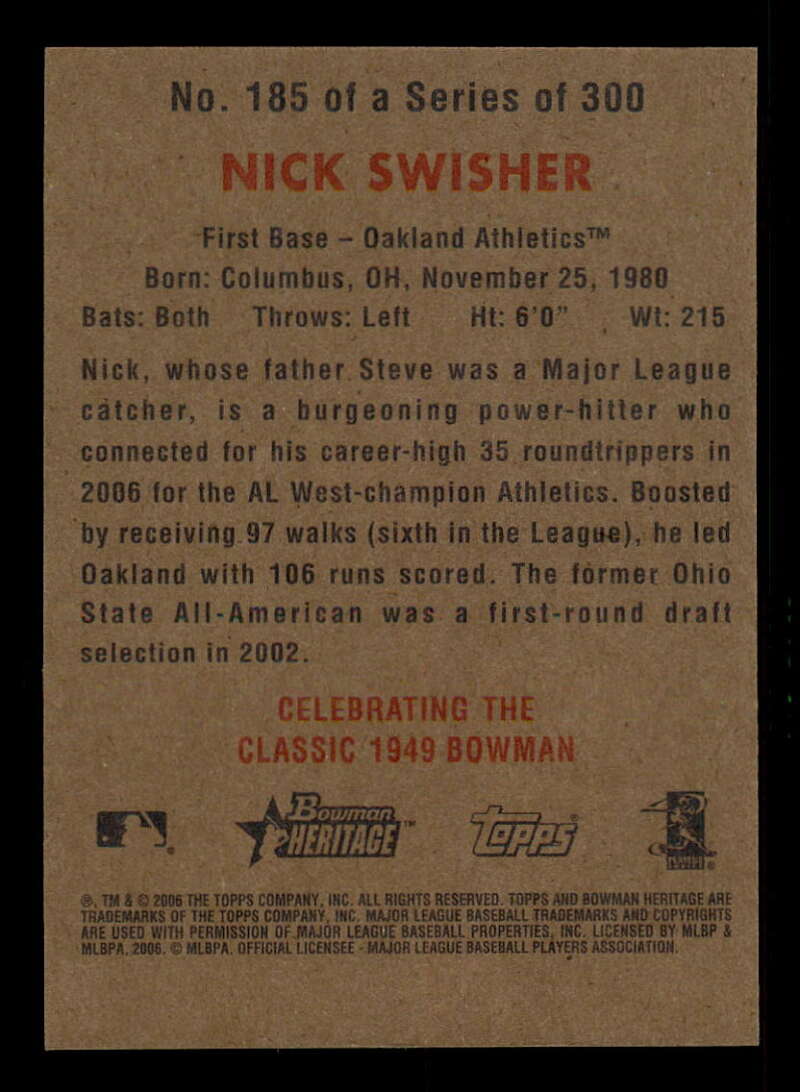 No. 185 of a Series of 300
NICK SWISHER
First Base – Oakland Athletics™
Born: Columbus, OH, November 25, 1980
Bats: Both Throws: Left Ht: 6'0" Wt: 215
Nick, whose father Steve was a Major League
catcher, is a burgeoning power-hitter who
connected for his career-high 35 roundtrippers in
2006 for the AL West-champion Athletics. Boosted
by receiving 97 walks (sixth in the League), he led
Oakland with 106 runs scored. The former Ohio
State All-American was a first-round draft
selection in 2002.
CELEBRATING THE
CLASSIC 1949 BOWMAN
Bowman
HERITAGE™
Topps®
®, TM & © 2006 THE TOPPS COMPANY, INC. ALL RIGHTS RESERVED. TOPPS AND BOWMAN HERITAGE ARE
TRADEMARKS OF THE TOPPS COMPANY, INC. MAJOR LEAGUE BASEBALL TRADEMARKS AND COPYRIGHTS
ARE USED WITH PERMISSION OF MAJOR LEAGUE BASEBALL PROPERTIES, INC. LICENSED BY MLBP &
MLBPA, 2006. © MLBPA. OFFICIAL LICENSEE - MAJOR LEAGUE BASEBALL PLAYERS ASSOCIATION.